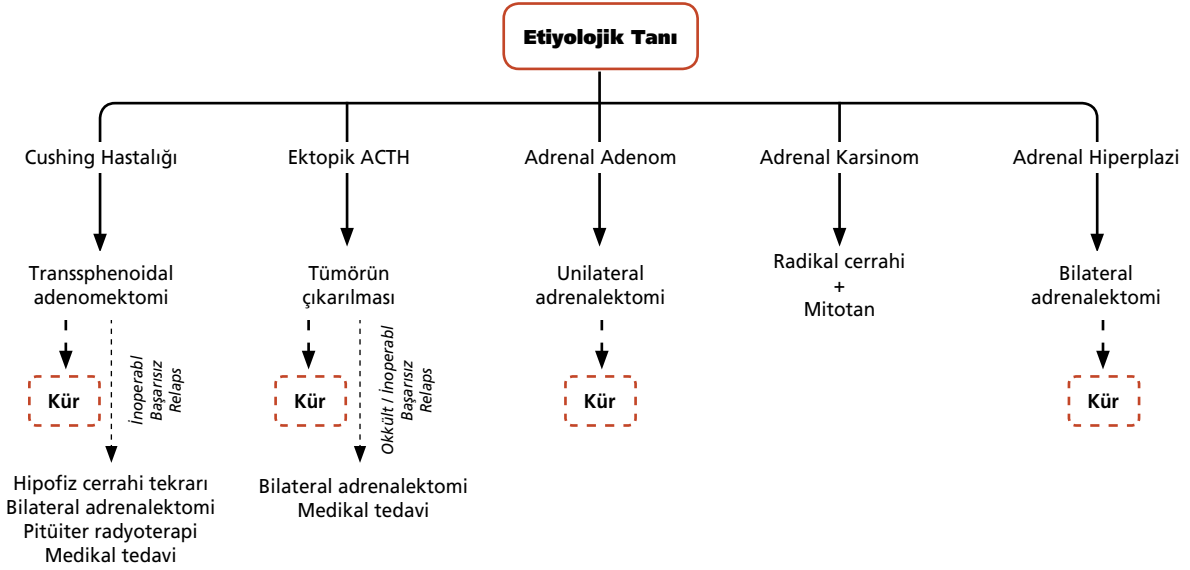 Etiyolojik Tanı
Cushing Hastalığı
Ektopik ACTH
Adrenal Adenom
Adrenal Karsinom
Adrenal Hiperplazi
Transsphenoidal
adenomektomi
Tümörün
çıkarılması
Unilateral
adrenalektomi
Radikal cerrahi
+
Mitotan
Bilateral
adrenalektomi
Kür
İnoperabl
Başarısız
Relaps
Kür
Okkült / İnoperabl
Başarısız
Relaps
Kür
Kür
Hipofiz cerrahi tekrarı
Bilateral adrenalektomi
Pitüiter radyoterapi
Medikal tedavi
Bilateral adrenalektomi
Medikal tedavi